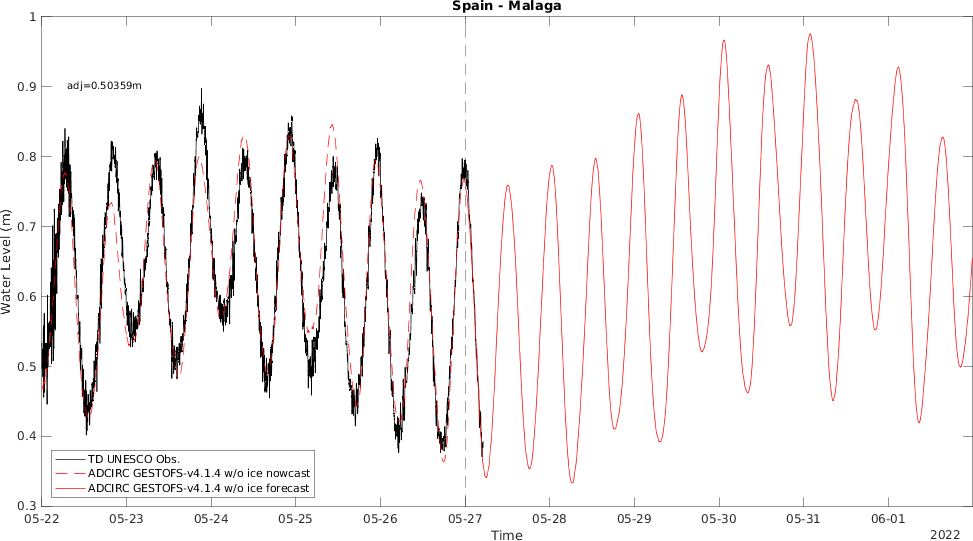 Spain - Malaga
1
0.9
adj=0.50359m
0.8
0.7
Water Level (m)
0.6
0.5
0.4
0.3
TD UNESCO Obs.
ADCIRC GESTOFS-v4.1.4 w/o ice nowcast
ADCIRC GESTOFS-v4.1.4 w/o ice forecast
05-22 05-23 05-24 05-25 05-26 05-27 05-28 05-29 05-30 05-31 06-01
Time
2022